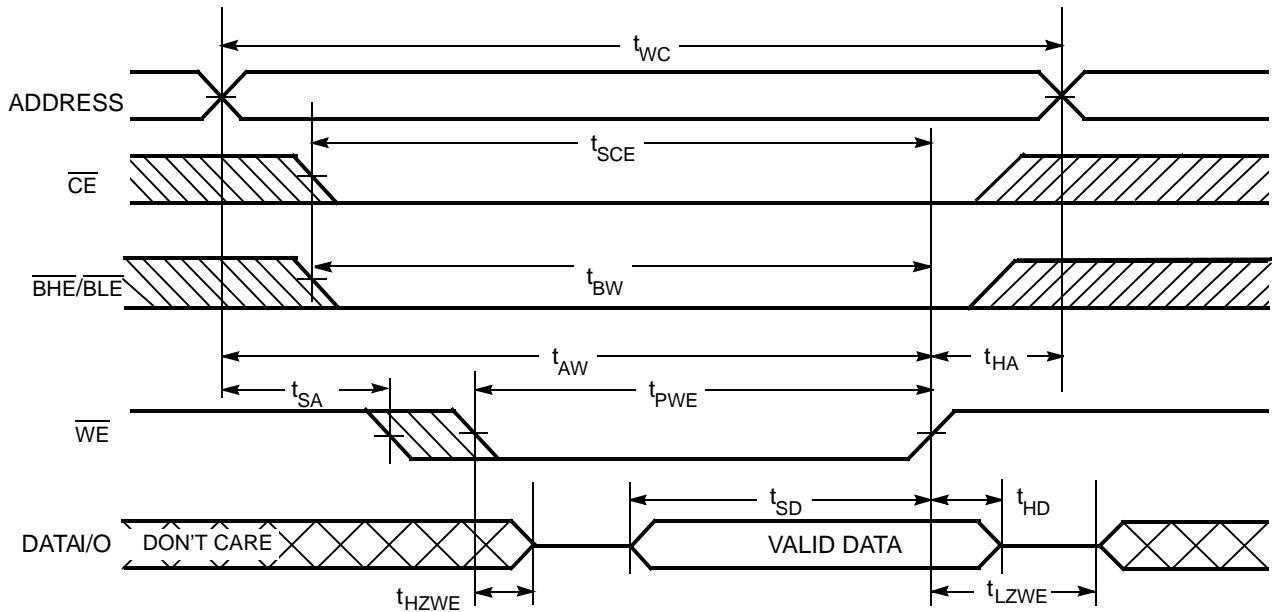 tWC
ADDRESS
tSCE
CE
tBW
BHE/BLE
tAW
tHA
tSA
tPWE
WE
tSD
tHD
DATAI/O
DON'T CARE
VALID DATA
tHZWE
tLZWE